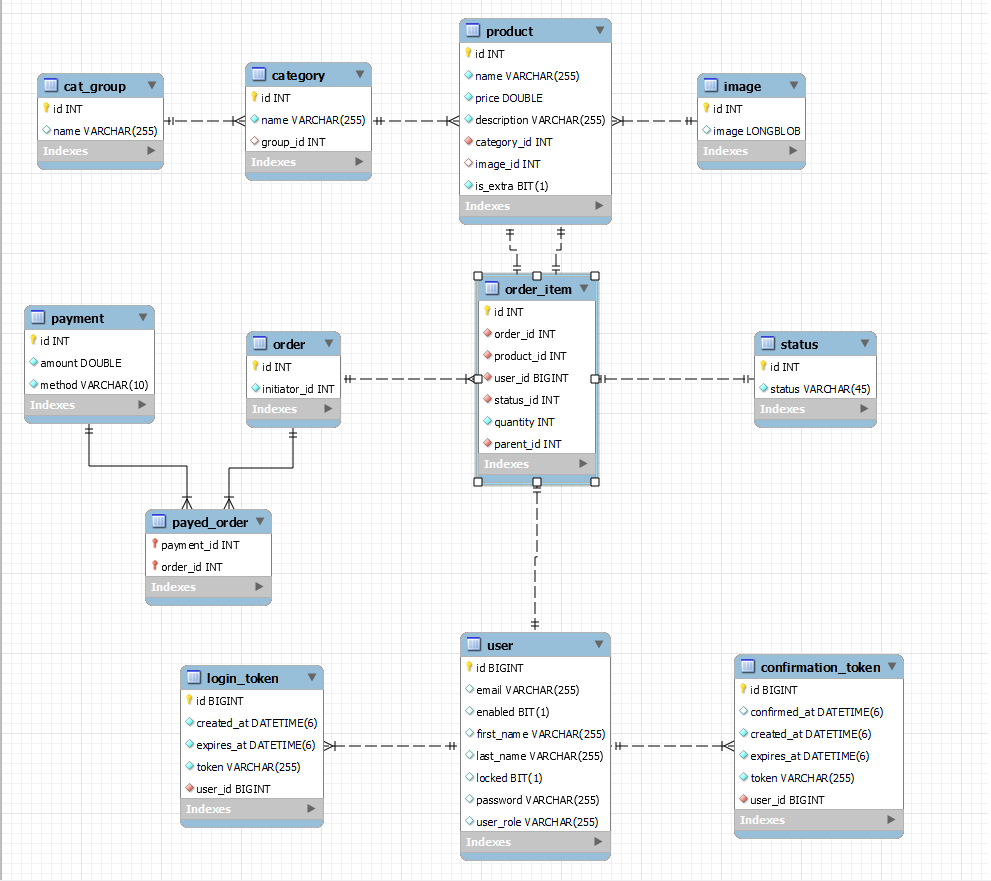 cat_group
id INT
name VARCHAR(255)
Indexes
category
id INT
name VARCHAR(255)
group_id INT
Indexes
product
id INT
name VARCHAR(255)
price DOUBLE
description VARCHAR(255)
category_id INT
image_id INT
is_extra BIT(1)
Indexes
image
id INT
image LONGBLOB
Indexes
payment
id INT
amount DOUBLE
method VARCHAR(10)
Indexes
order
id INT
initiator_id INT
Indexes
order_item
id INT
order_id INT
product_id INT
user_id BIGINT
status_id INT
quantity INT
parent_id INT
Indexes
status
id INT
status VARCHAR(45)
Indexes
payed_order
payment_id INT
order_id INT
Indexes
login_token
id BIGINT
created_at DATETIME(6)
expires_at DATETIME(6)
token VARCHAR(255)
user_id BIGINT
Indexes
user
id BIGINT
email VARCHAR(255)
enabled BIT(1)
first_name VARCHAR(255)
last_name VARCHAR(255)
locked BIT(1)
password VARCHAR(255)
user_role VARCHAR(255)
Indexes
confirmation_token
id BIGINT
confirmed_at DATETIME(6)
created_at DATETIME(6)
expires_at DATETIME(6)
token VARCHAR(255)
user_id BIGINT
Indexes